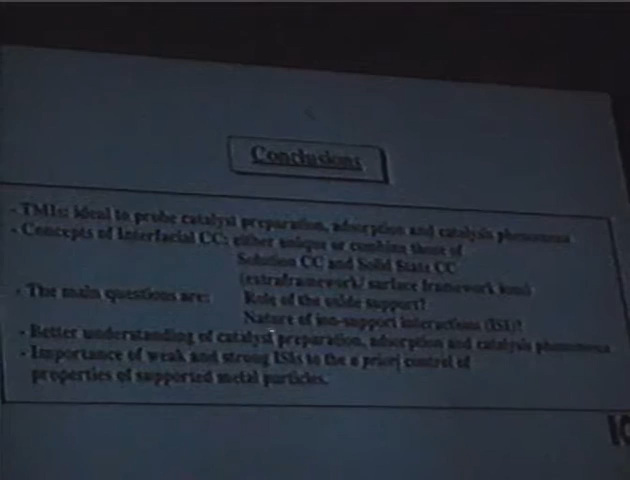 Conclusions
- TMIs: ideal to probe catalyst preparation, adsorption and catalysis phenomena
- Concepts of Interfacial CC: either unique or combine those of
Solution CC and Solid State CC
(extraframework/ surface framework ions)
- The main questions are: Role of the oxide support?
Nature of ion-support interactions (ISI)?
- Better understanding of catalyst preparation, adsorption and catalysis phenomena
- Importance of weak and strong ISIs to the a priori control of
properties of supported metal particles.